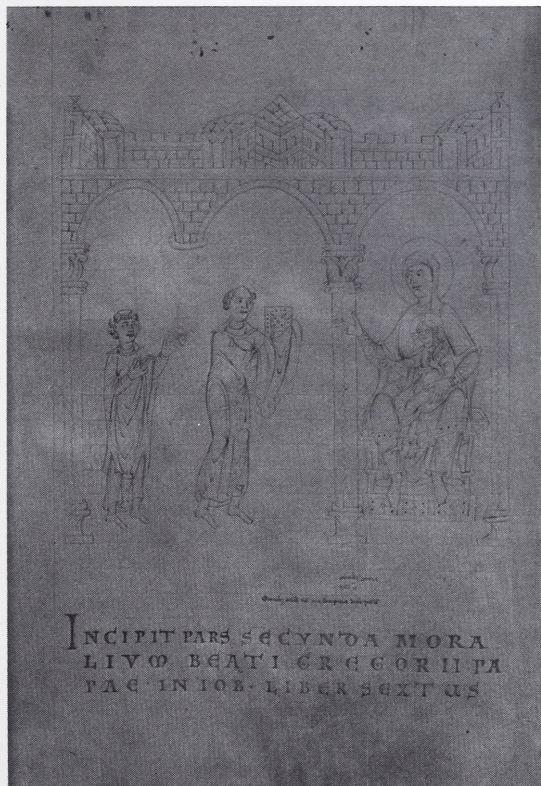 INCIPIT PARS SECVNDA MORA
LIVM BEATI GREGORII PA
PAE · IN IOB · LIBER SEXTUS